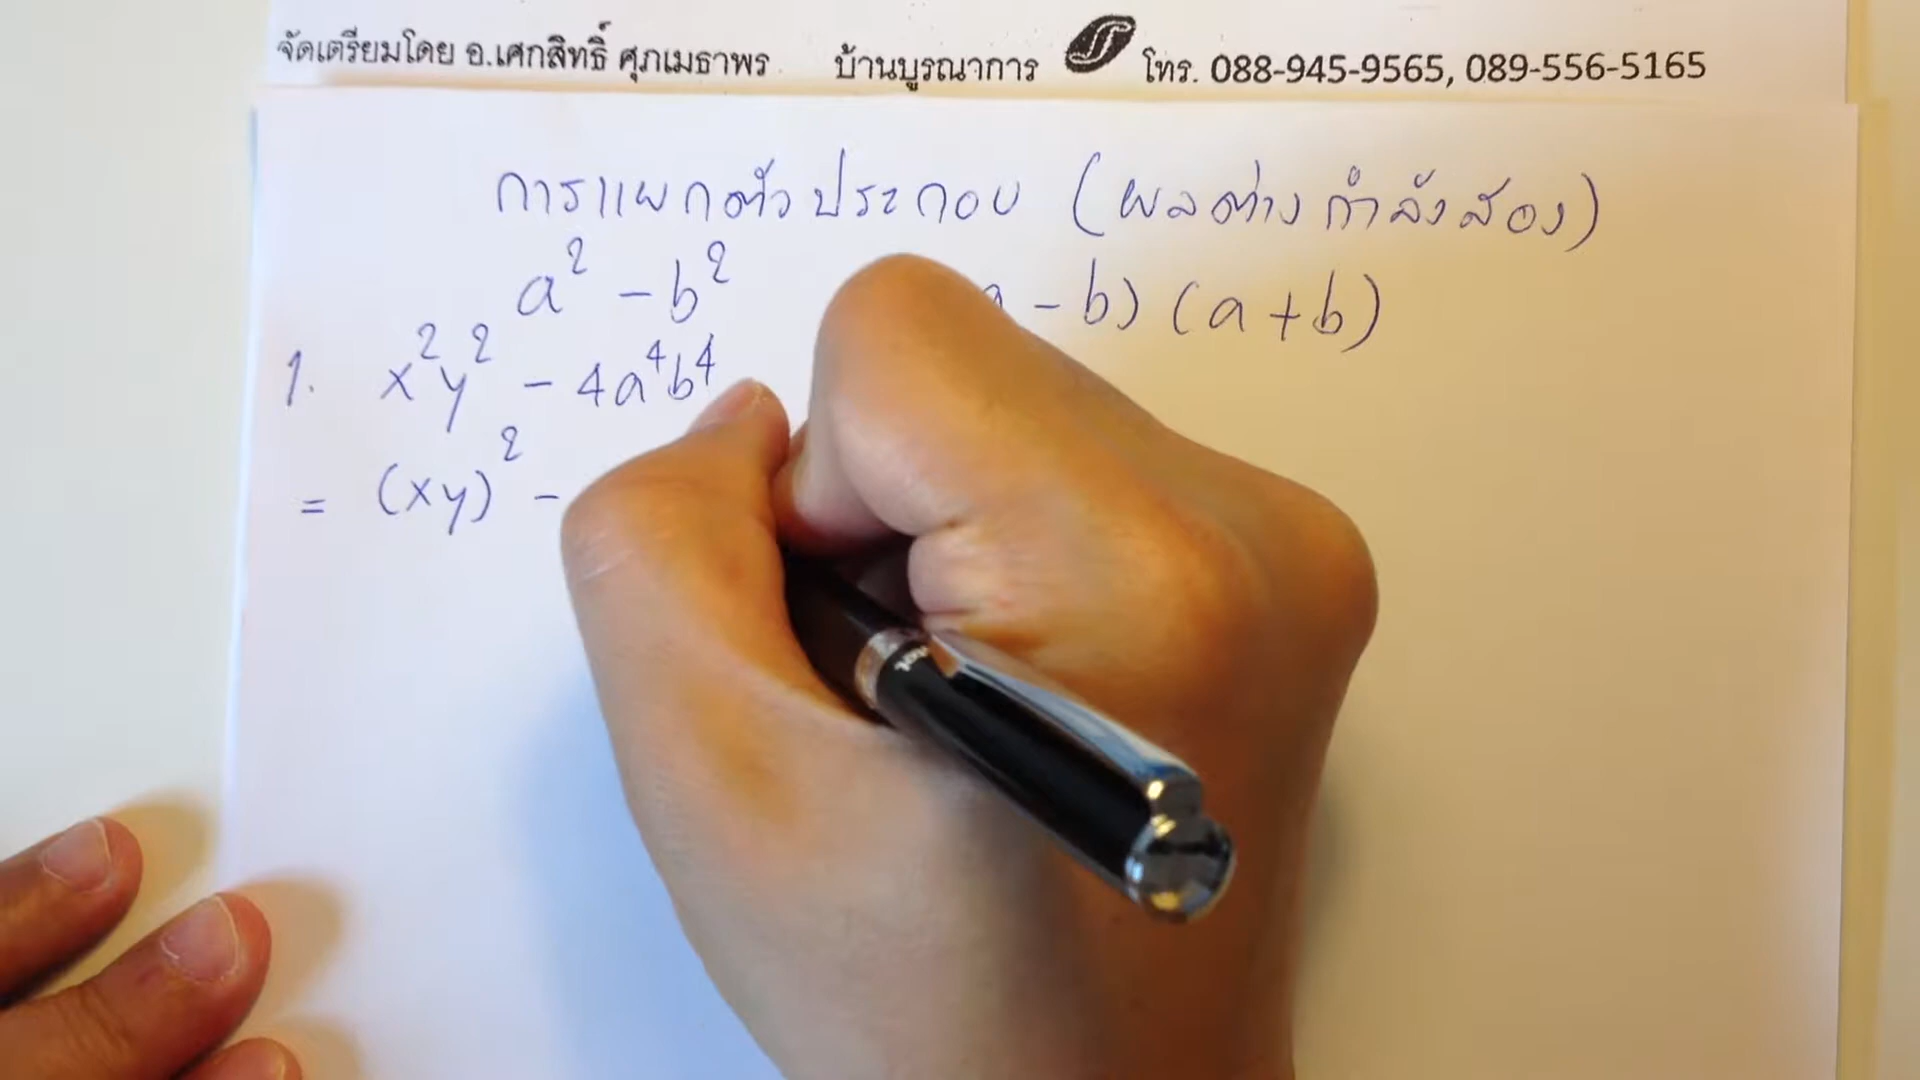 จัดเตรียมโดย อ.เศกสิทธิ์ ศุภเมธาพร บ้านบูรณาการ โทร. 088-945-9565, 089-556-5165
การแยกตัวประกอบ (ผลต่างกำลังสอง)
a² - b² a - b) (a + b)
1. x²y² - 4a⁴b⁴
= (xy)² -